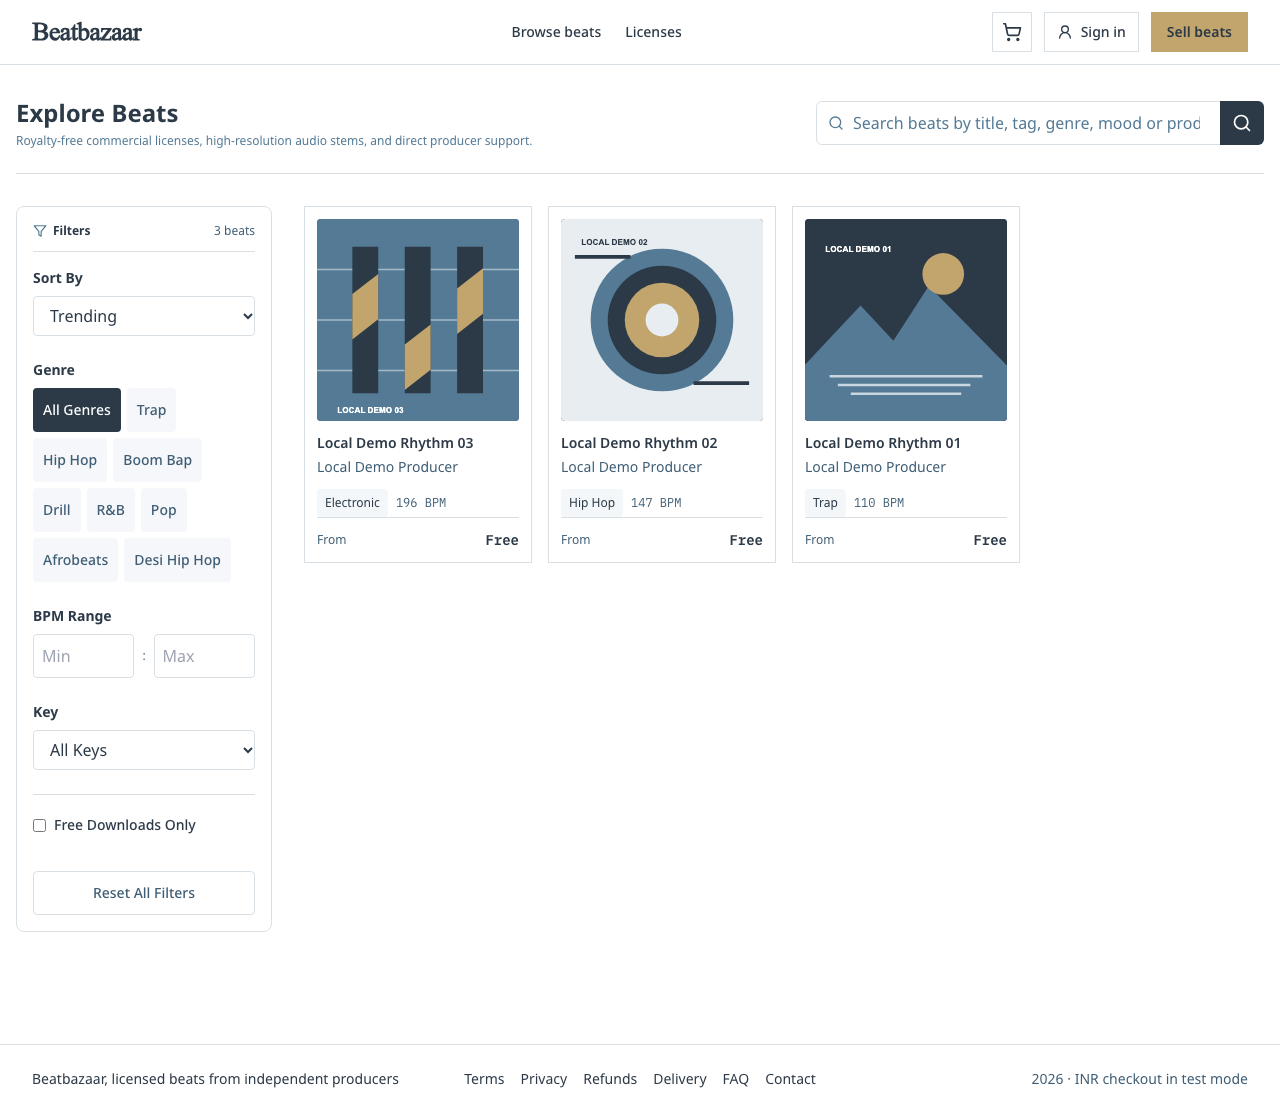 Beatbazaar
Browse beats
Licenses
Sign in
Sell beats
Explore Beats
Royalty-free commercial licenses, high-resolution audio stems, and direct producer support.
Search beats by title, tag, genre, mood or prod
Filters
3 beats
Sort By
Trending
Genre
All Genres
Trap
Hip Hop
Boom Bap
Drill
R&B
Pop
Afrobeats
Desi Hip Hop
BPM Range
Min
:
Max
Key
All Keys
Free Downloads Only
Reset All Filters
LOCAL DEMO 03
Local Demo Rhythm 03
Local Demo Producer
Electronic
196 BPM
From
Free
LOCAL DEMO 02
Local Demo Rhythm 02
Local Demo Producer
Hip Hop
147 BPM
From
Free
LOCAL DEMO 01
Local Demo Rhythm 01
Local Demo Producer
Trap
110 BPM
From
Free
Beatbazaar, licensed beats from independent producers
Terms
Privacy
Refunds
Delivery
FAQ
Contact
2026 · INR checkout in test mode